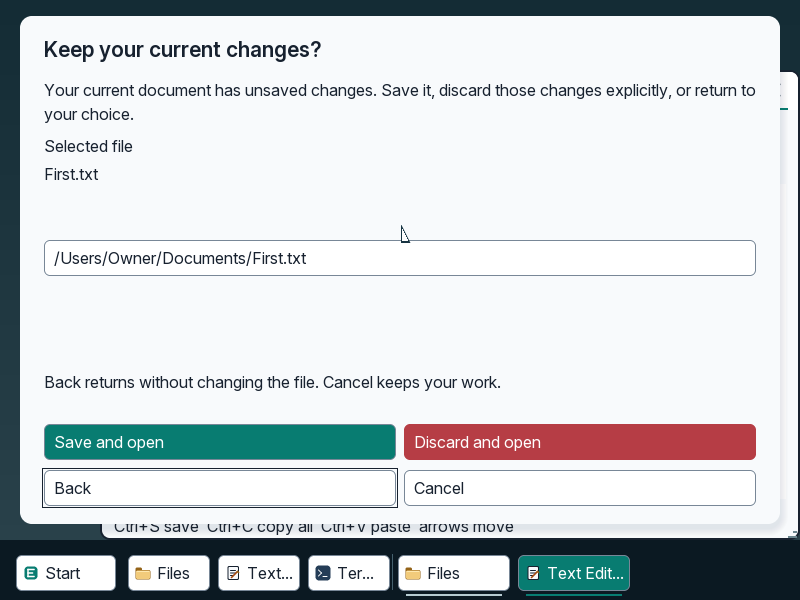 Keep your current changes?
Your current document has unsaved changes. Save it, discard those changes explicitly, or return to
your choice.
Selected file
First.txt
/Users/Owner/Documents/First.txt
Back returns without changing the file. Cancel keeps your work.
Save and open
Discard and open
Back
Cancel
Ctrl+S save Ctrl+C copy all Ctrl+V paste arrows move
Start
Files
Text...
Ter...
Files
Text Edit...